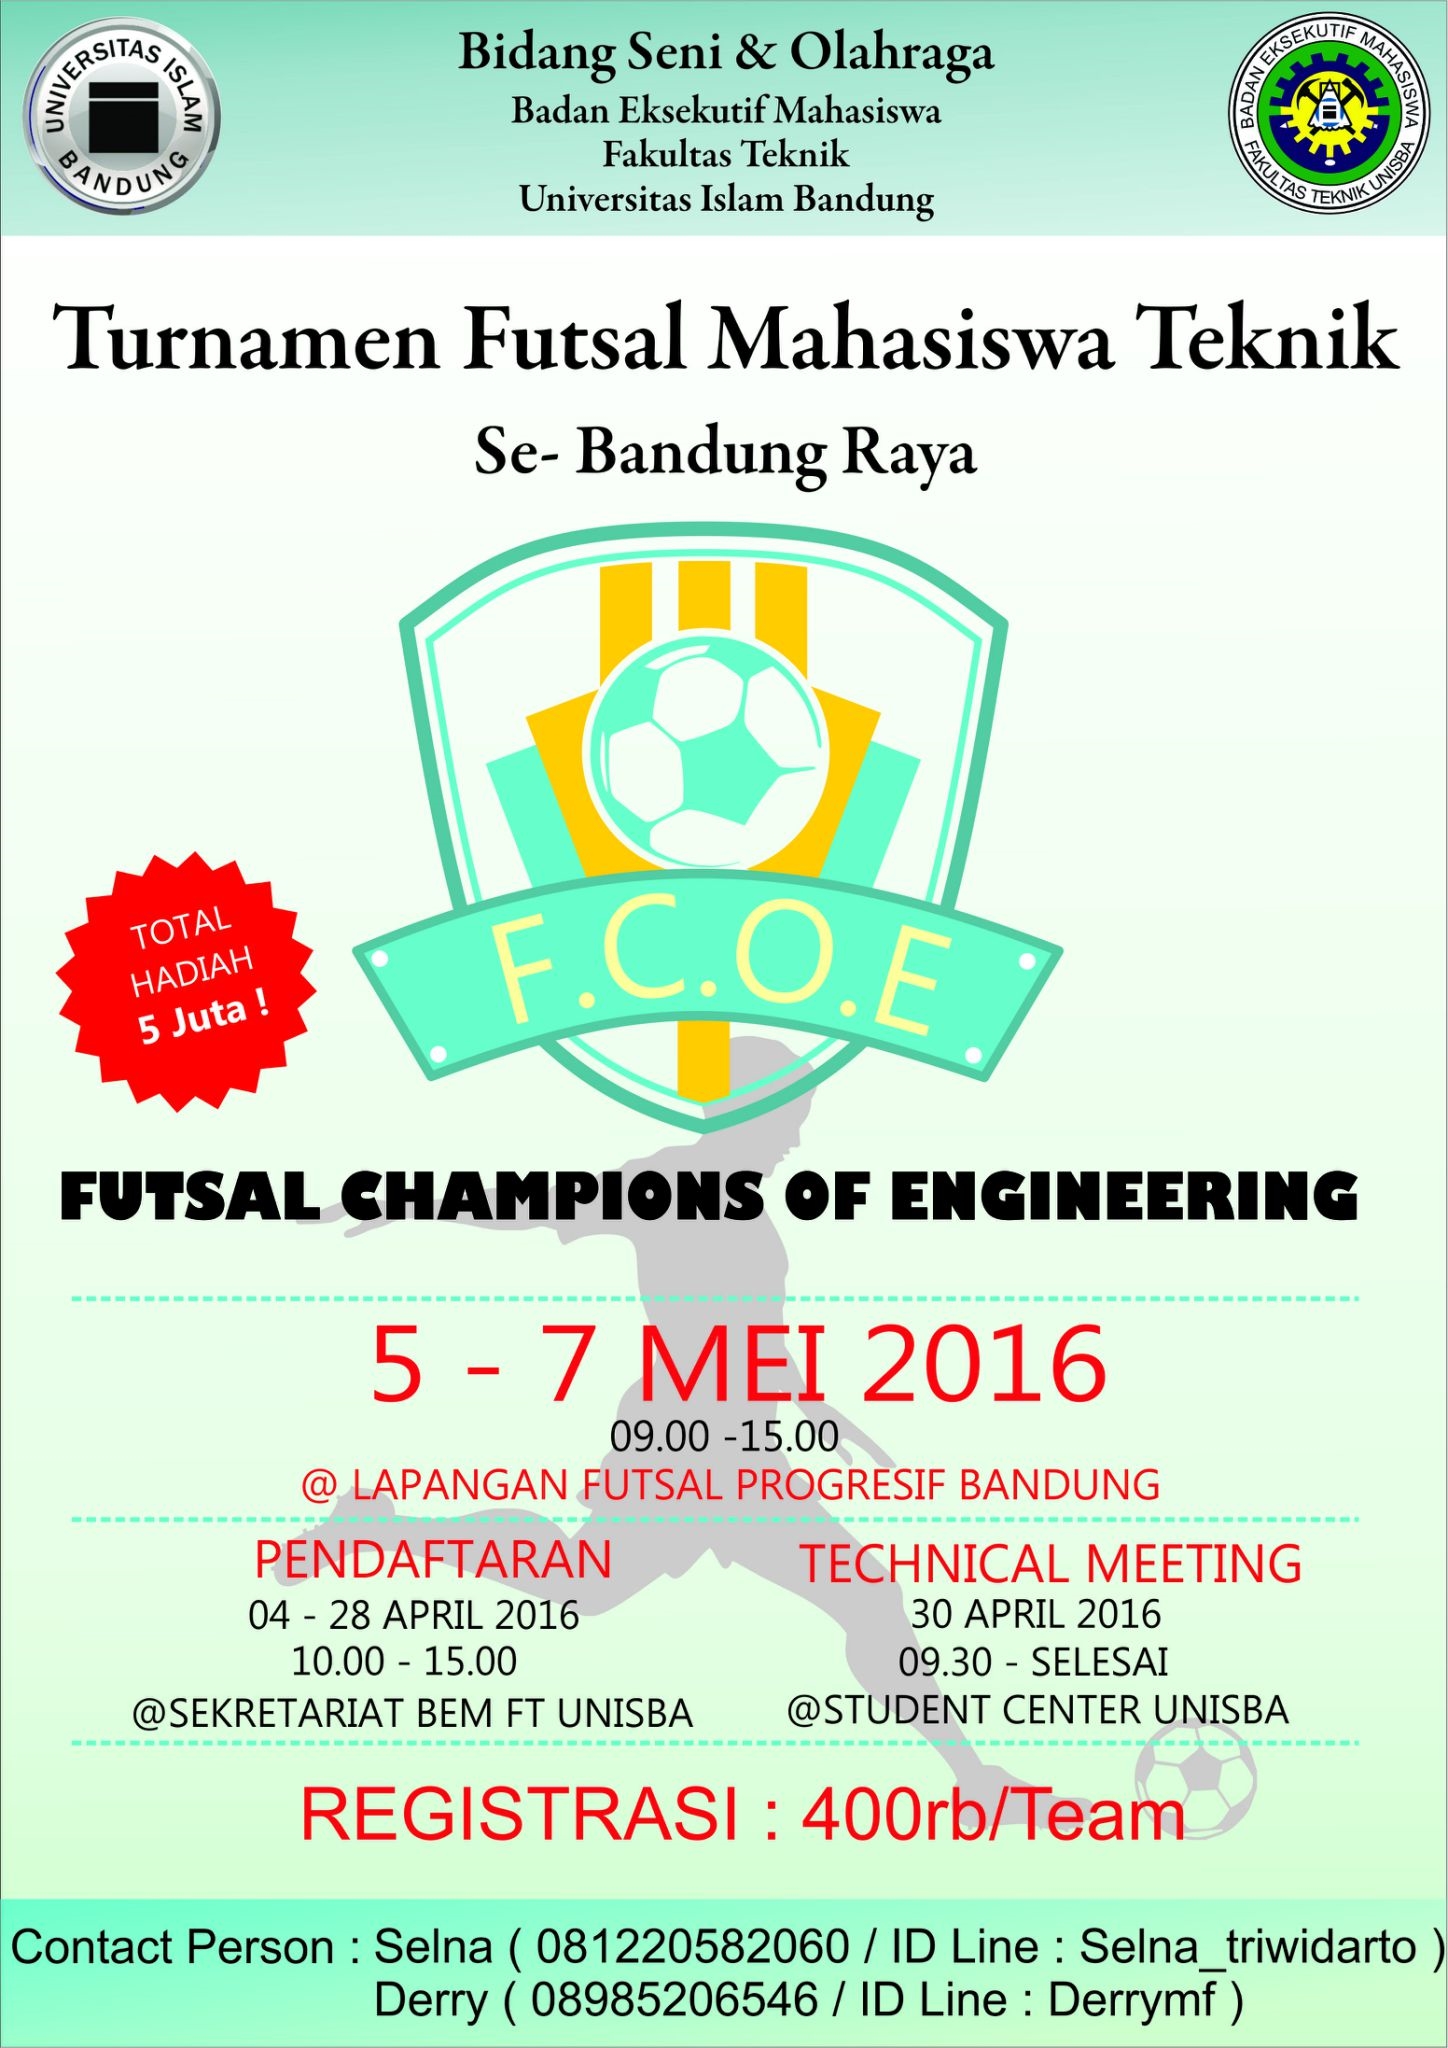 UNIVERSITAS ISLAM
BANDUNG
Bidang Seni & Olahraga
Badan Eksekutif Mahasiswa
Fakultas Teknik
Universitas Islam Bandung
BADAN EKSEKUTIF MAHASISWA
FAKULTAS TEKNIK UNISBA
Turnamen Futsal Mahasiswa Teknik
Se- Bandung Raya
TOTAL
HADIAH
5 Juta !
F.C.O.E
FUTSAL CHAMPIONS OF ENGINEERING
5 - 7 MEI 2016
09.00 -15.00
@ LAPANGAN FUTSAL PROGRESIF BANDUNG
PENDAFTARAN
04 - 28 APRIL 2016
10.00 - 15.00
@SEKRETARIAT BEM FT UNISBA
TECHNICAL MEETING
30 APRIL 2016
09.30 - SELESAI
@STUDENT CENTER UNISBA
REGISTRASI : 400rb/Team
Contact Person : Selna ( 081220582060 / ID Line : Selna_triwidarto )
Derry ( 08985206546 / ID Line : Derrymf )